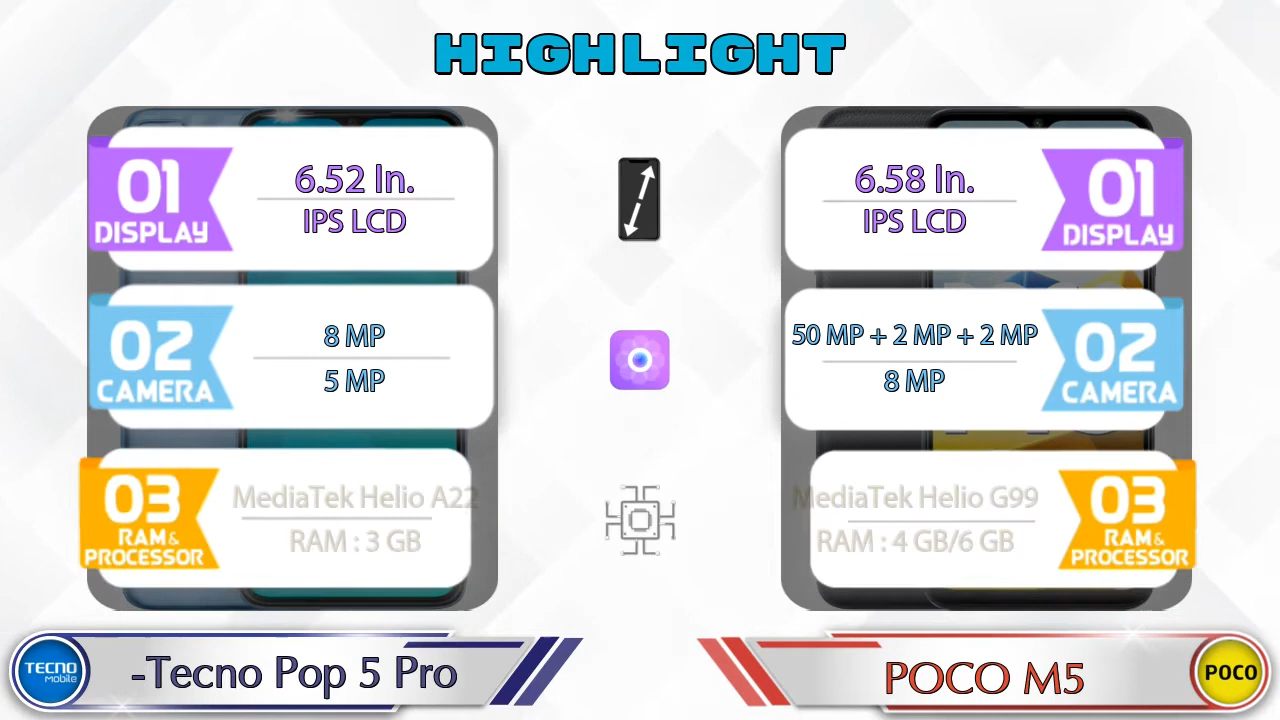 HIGHLIGHT
01
DISPLAY
6.52 In.
IPS LCD
6.58 In.
IPS LCD
01
DISPLAY
02
CAMERA
8 MP
5 MP
50 MP + 2 MP + 2 MP
8 MP
02
CAMERA
03
RAM&
PROCESSOR
MediaTek Helio A22
RAM : 3 GB
MediaTek Helio G99
RAM : 4 GB/6 GB
03
RAM&
PROCESSOR
TECNO
mobile
-Tecno Pop 5 Pro
POCO M5
POCO